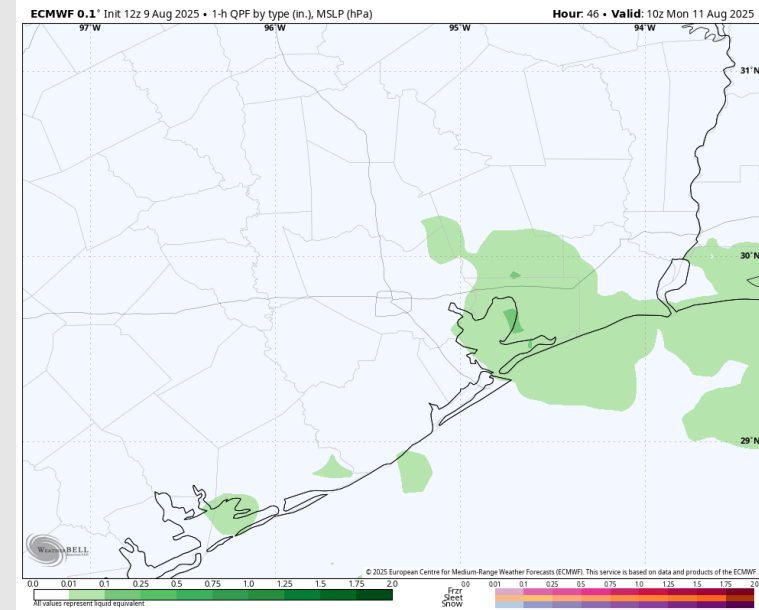 ECMWF 0.1° Init 12z 9 Aug 2025 • 1-h QPF by type (in.), MSLP (hPa)
Hour: 46 • Valid: 10z Mon 11 Aug 2025
97°W 96°W 95°W 94°W
31°N
30°N
29°N
WEATHERBELL
© 2025 European Centre for Medium-Range Weather Forecasts (ECMWF). This service is based on data and products of the ECMWF.
0.0 0.01 0.1 0.25 0.5 0.75 1.0 1.25 1.5 1.75 2.0
All values represent liquid equivalent
0.0 0.01 0.1 0.25 0.5 0.75 1.0 1.25 1.5 1.75 2.0
Frzr
Sleet
Snow